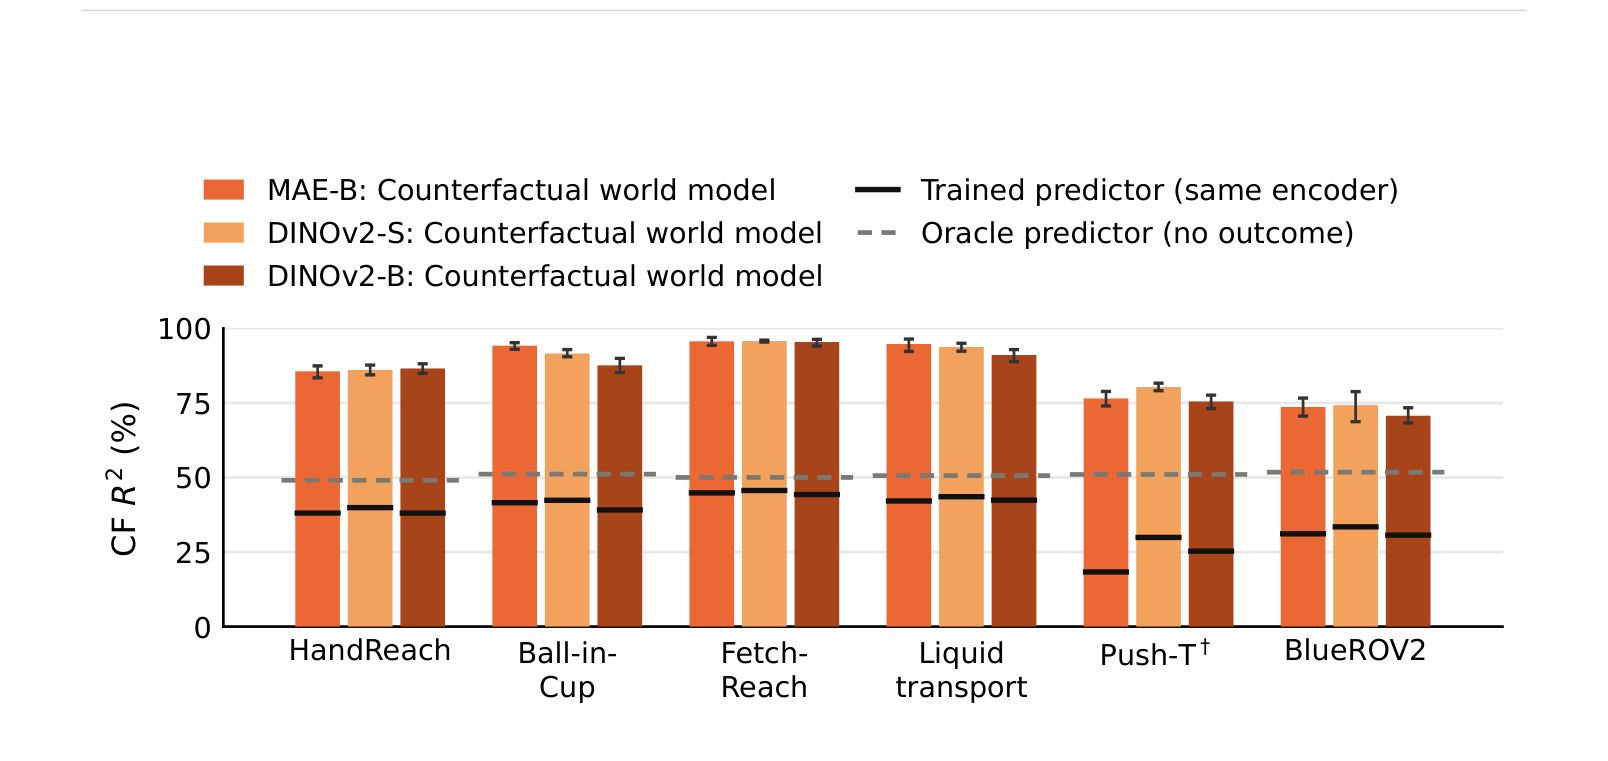 MAE-B: Counterfactual world model
DINOv2-S: Counterfactual world model
DINOv2-B: Counterfactual world model
Trained predictor (same encoder)
Oracle predictor (no outcome)
100
75
50
25
0
CF R² (%)
HandReach
Ball-in-
Cup
Fetch-
Reach
Liquid
transport
Push-T†
BlueROV2